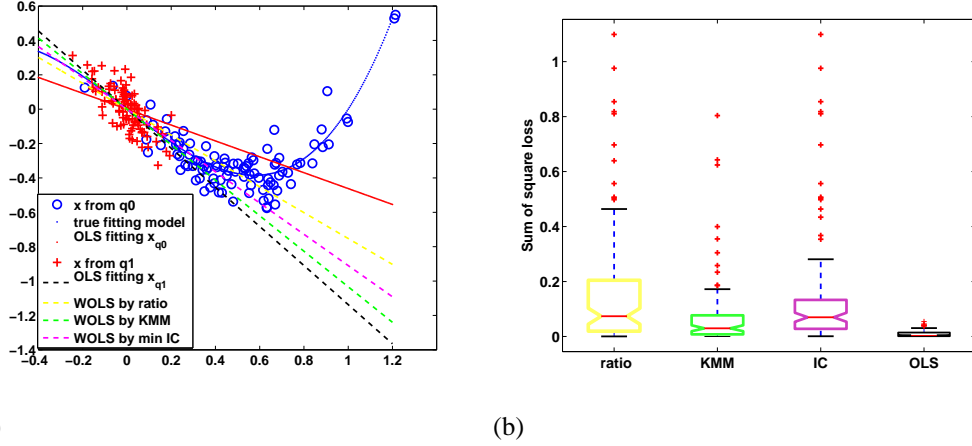 0.6
0.4
0.2
0
−0.2
−0.4
−0.6
−0.8
−1
−1.2
−1.4
x from q0
true fitting model
OLS fitting x_q0
x from q1
OLS fitting x_q1
WOLS by ratio
WOLS by KMM
WOLS by min IC
−0.4 −0.2 0 0.2 0.4 0.6 0.8 1 1.2
Sum of square loss
1
0.8
0.6
0.4
0.2
0
ratio KMM IC OLS
(b)